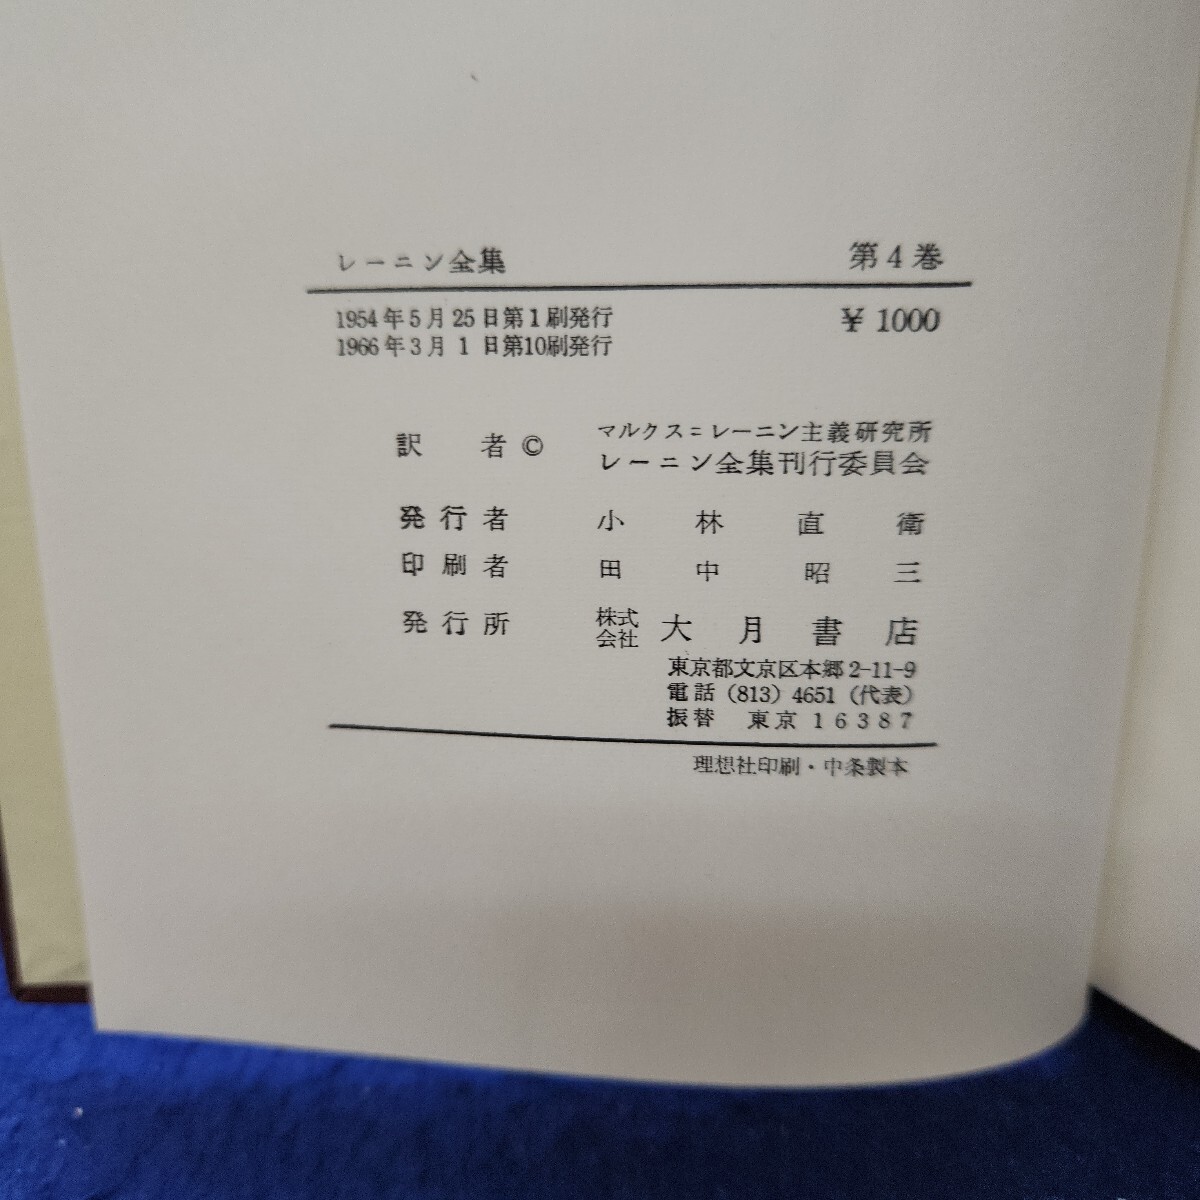 レーニン全集 第4巻
1954年5月25日第1刷発行 ¥1000
1966年3月1日第10刷発行
訳者© マルクス=レーニン主義研究所
レーニン全集刊行委員会
発行者 小林直衛
印刷者 田中昭三
発行所 株式会社 大月書店
東京都文京区本郷2-11-9
電話 (813) 4651 (代表)
振替 東京 16387
理想社印刷・中条製本